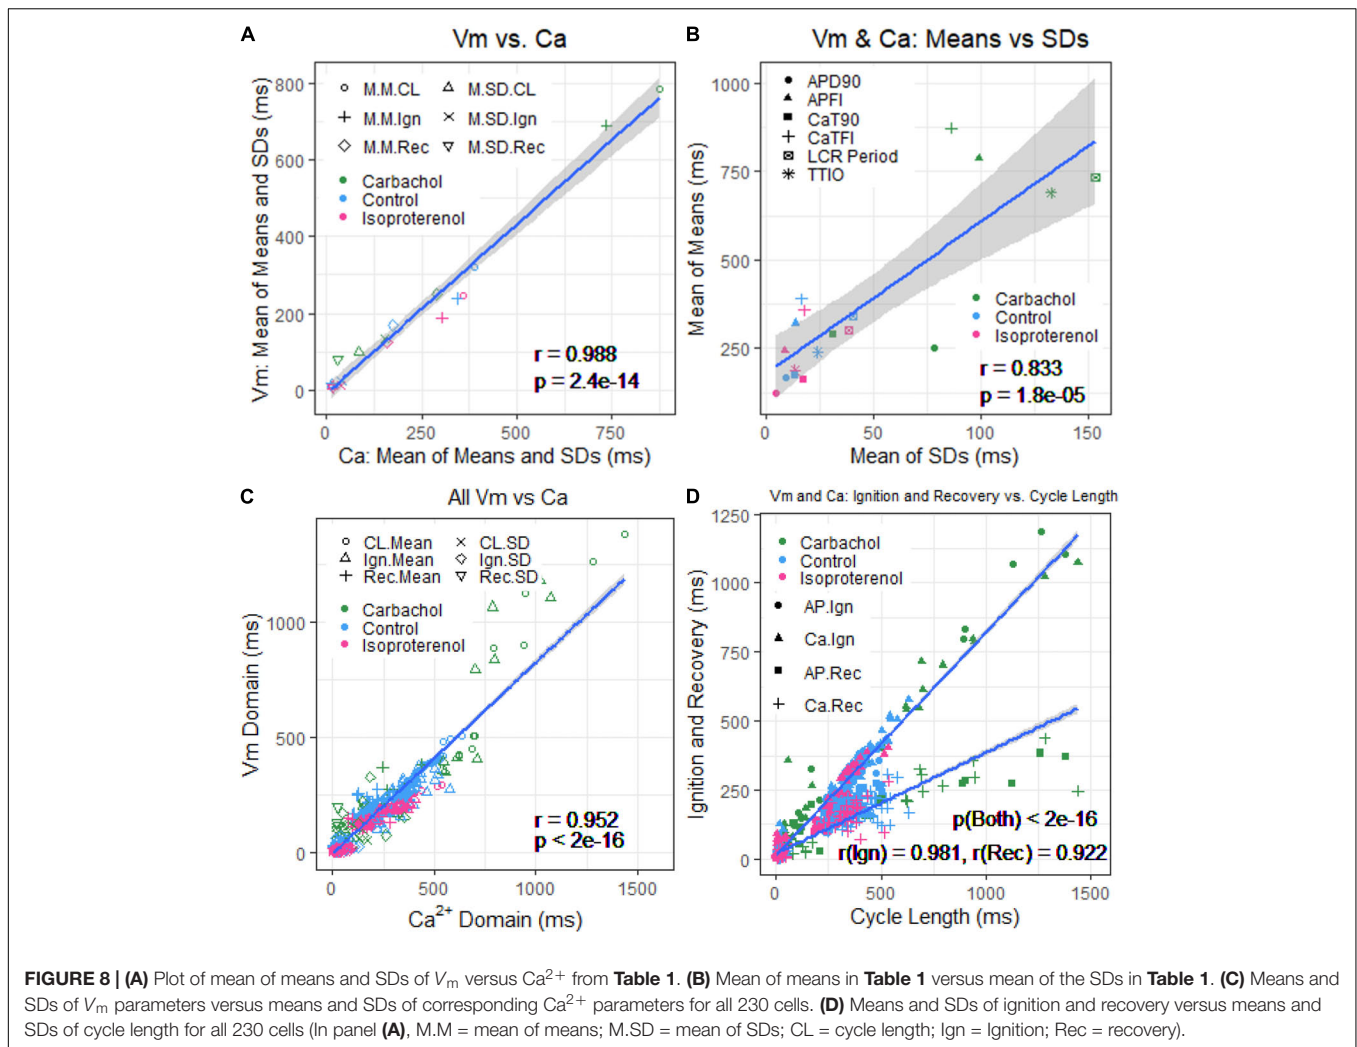 A
Vm vs. Ca
Vm: Mean of Means and SDs (ms)
800
600
400
200
0
M.M.CL
M.SD.CL
M.M.Ign
M.SD.Ign
M.M.Rec
M.SD.Rec
Carbachol
Control
Isoproterenol
r = 0.988
p = 2.4e-14
0
250
500
750
Ca: Mean of Means and SDs (ms)
B
Vm & Ca: Means vs SDs
Mean of Means (ms)
1000
750
500
250
APD90
APFI
CaT90
CaTFI
LCR Period
TTIO
Carbachol
Control
Isoproterenol
r = 0.833
p = 1.8e-05
0
50
100
150
Mean of SDs (ms)
C
All Vm vs Ca
Vm Domain (ms)
1000
500
0
CL.Mean
CL.SD
Ign.Mean
Ign.SD
Rec.Mean
Rec.SD
Carbachol
Control
Isoproterenol
r = 0.952
p < 2e-16
0
500
1000
1500
Ca2+ Domain (ms)
D
Vm and Ca: Ignition and Recovery vs. Cycle Length
Ignition and Recovery (ms)
1250
1000
750
500
250
0
Carbachol
Control
Isoproterenol
AP.Ign
Ca.Ign
AP.Rec
Ca.Rec
p(Both) < 2e-16
r(Ign) = 0.981, r(Rec) = 0.922
0
500
1000
1500
Cycle Length (ms)
FIGURE 8 | (A) Plot of mean of means and SDs of Vm versus Ca2+ from Table 1. (B) Mean of means in Table 1 versus mean of the SDs in Table 1. (C) Means and
SDs of Vm parameters versus means and SDs of corresponding Ca2+ parameters for all 230 cells. (D) Means and SDs of ignition and recovery versus means and
SDs of cycle length for all 230 cells (In panel (A), M.M = mean of means; M.SD = mean of SDs; CL = cycle length; Ign = Ignition; Rec = recovery).